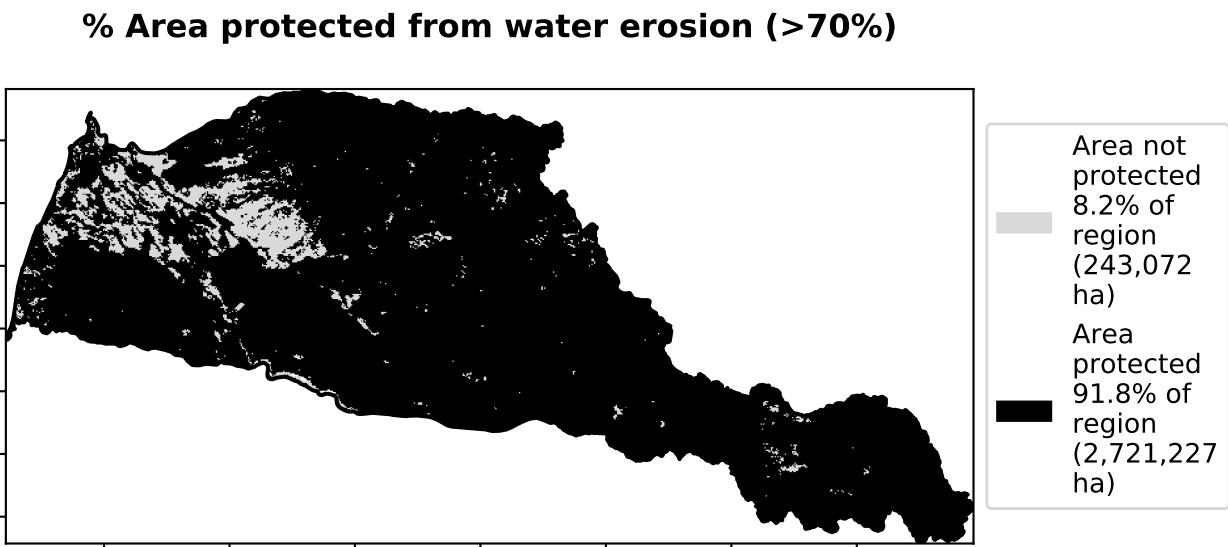 % Area protected from water erosion (>70%)
Area not
protected
8.2% of
region
(243,072
ha)
Area
protected
91.8% of
region
(2,721,227
ha)